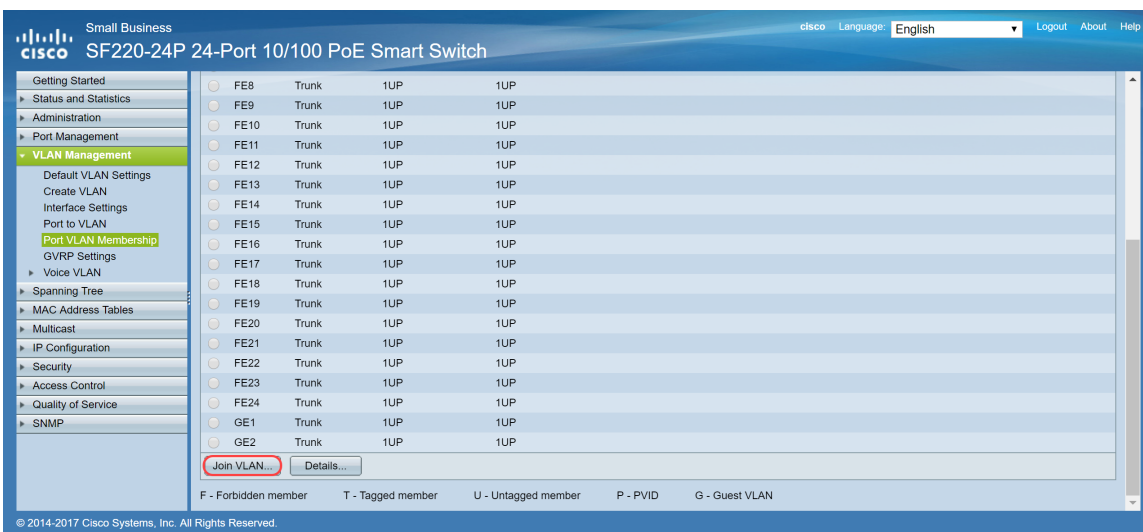 Small Business
cisco Language: English Logout About Help
cisco SF220-24P 24-Port 10/100 PoE Smart Switch
Getting Started
Status and Statistics
Administration
Port Management
VLAN Management
Default VLAN Settings
Create VLAN
Interface Settings
Port to VLAN
Port VLAN Membership
GVRP Settings
Voice VLAN
Spanning Tree
MAC Address Tables
Multicast
IP Configuration
Security
Access Control
Quality of Service
SNMP
FE8 Trunk 1UP 1UP
FE9 Trunk 1UP 1UP
FE10 Trunk 1UP 1UP
FE11 Trunk 1UP 1UP
FE12 Trunk 1UP 1UP
FE13 Trunk 1UP 1UP
FE14 Trunk 1UP 1UP
FE15 Trunk 1UP 1UP
FE16 Trunk 1UP 1UP
FE17 Trunk 1UP 1UP
FE18 Trunk 1UP 1UP
FE19 Trunk 1UP 1UP
FE20 Trunk 1UP 1UP
FE21 Trunk 1UP 1UP
FE22 Trunk 1UP 1UP
FE23 Trunk 1UP 1UP
FE24 Trunk 1UP 1UP
GE1 Trunk 1UP 1UP
GE2 Trunk 1UP 1UP
Join VLAN... Details...
F - Forbidden member T - Tagged member U - Untagged member P - PVID G - Guest VLAN
© 2014-2017 Cisco Systems, Inc. All Rights Reserved.